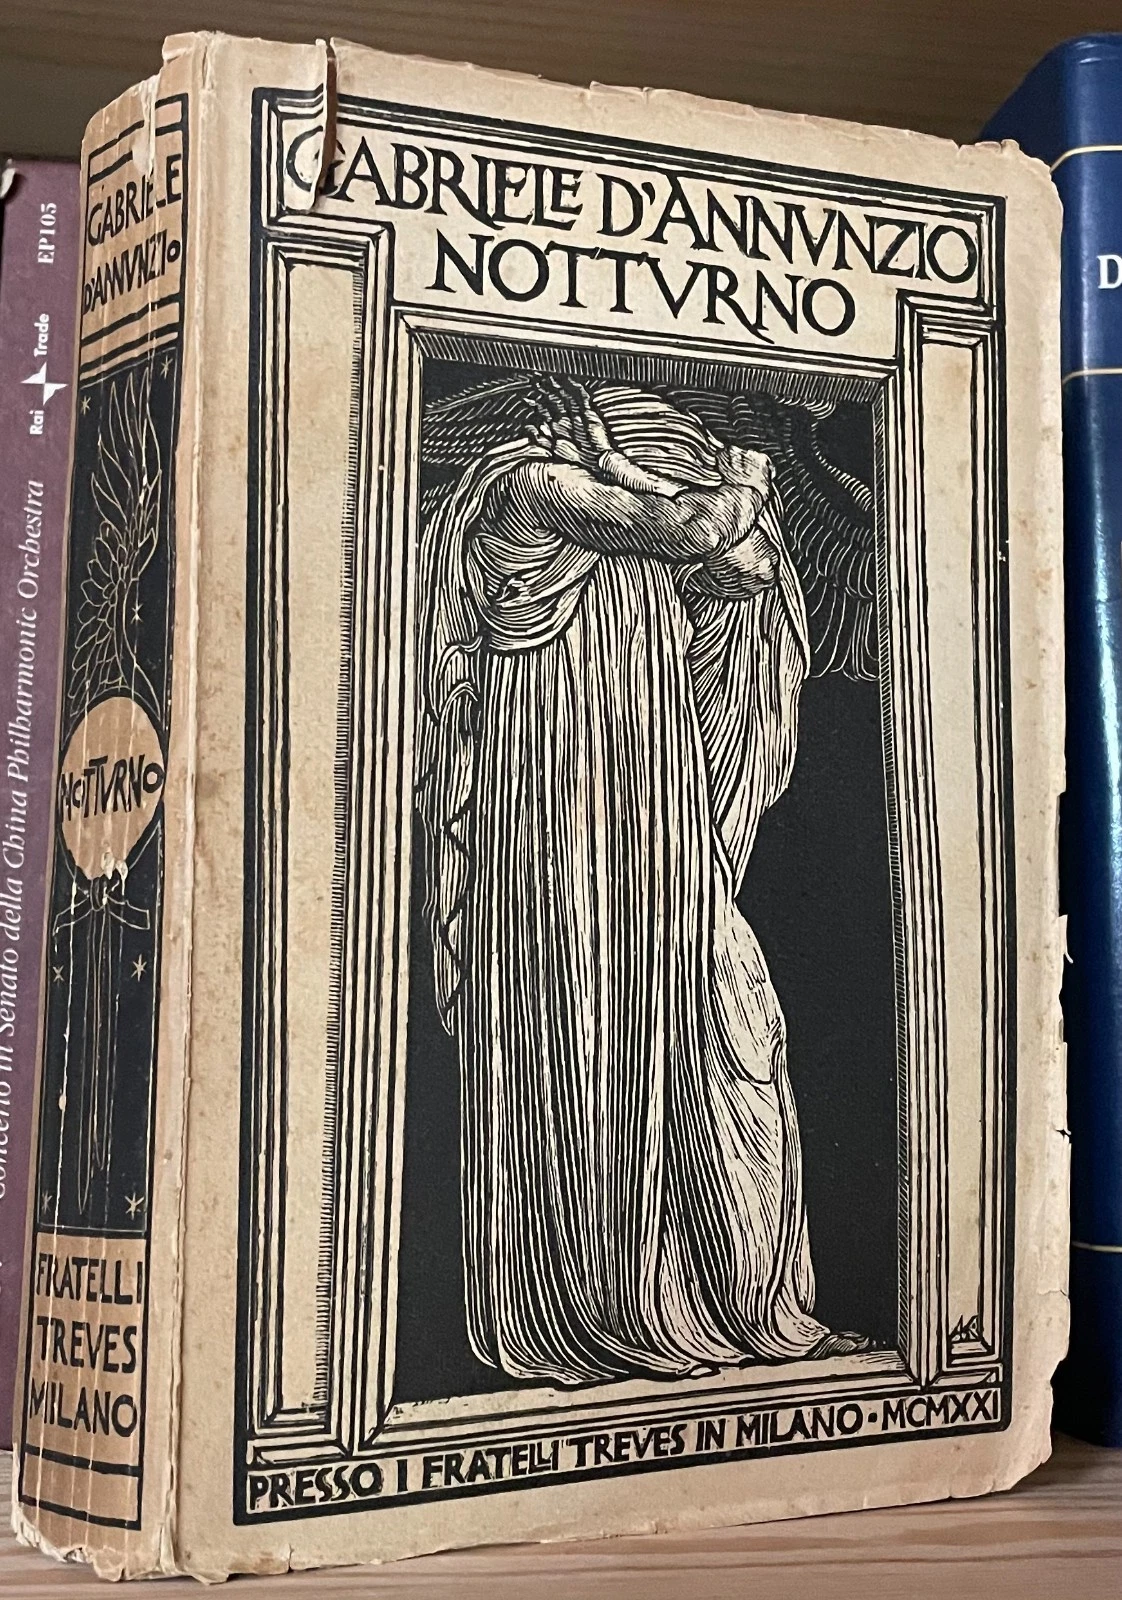 GABRIELE D'ANNVNZIO
NOTTVRNO
PRESSO I FRATELLI TREVES IN MILANO · MCMXXI
GABRIELE
D'ANNVNZIO
NOTTVRNO
FRATELLI
TREVES
MILANO
EP105
Rai Trade
Concerto in Senato della China Philharmonic Orchestra
D